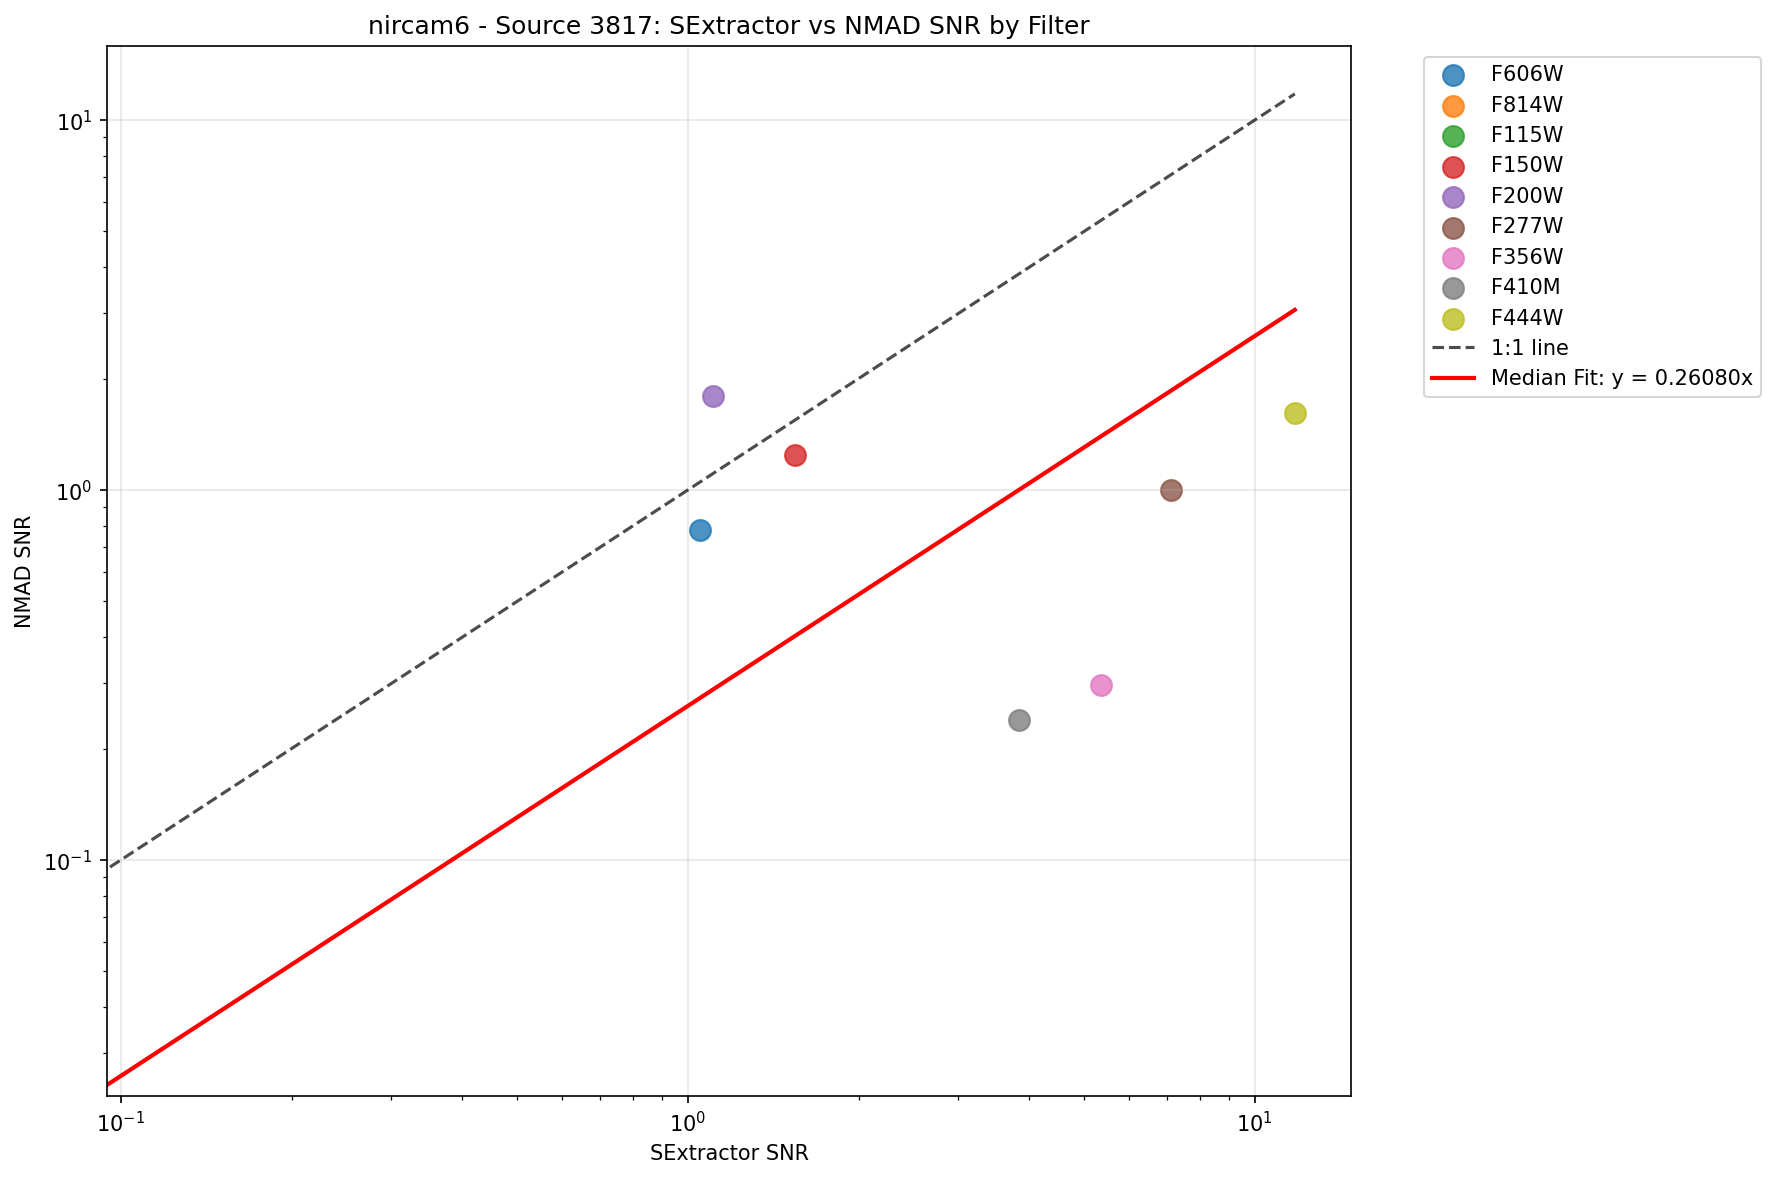 nircam6 - Source 3817: SExtractor vs NMAD SNR by Filter
F606W
F814W
F115W
F150W
F200W
F277W
F356W
F410M
F444W
1:1 line
Median Fit: y = 0.26080x
10¹
10⁰
10⁻¹
NMAD SNR
10⁻¹
10⁰
10¹
SExtractor SNR